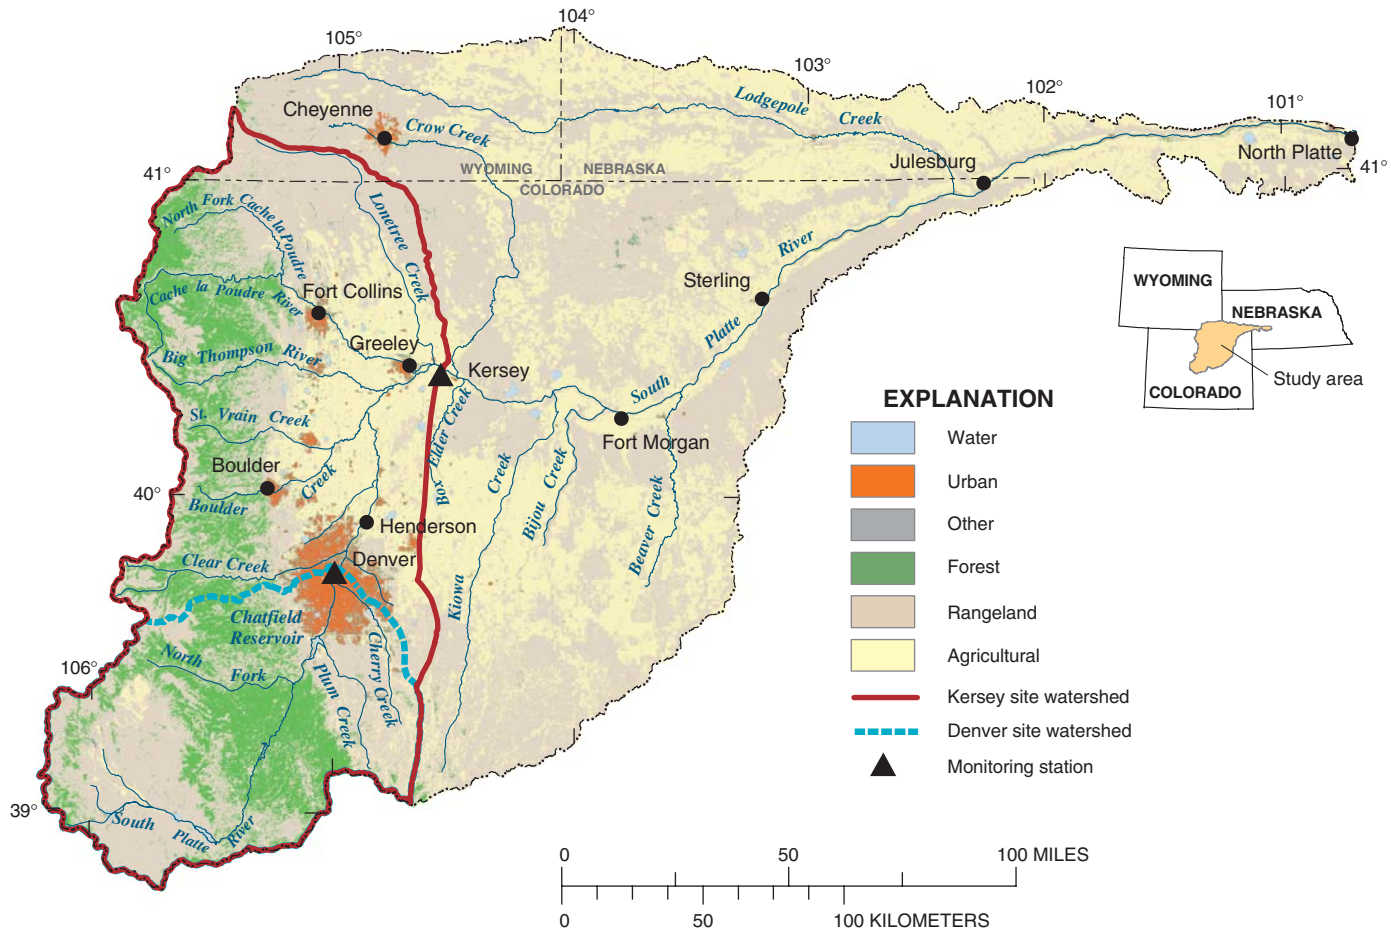 104°
105°
103°
102°
101°
Cheyenne
Crow Creek
Lodgepole
Creek
Julesburg
North Platte
41°
41°
WYOMING
NEBRASKA
COLORADO
North Fork Cache la Poudre
Lonetree Creek
River
Cache la Poudre River
Fort Collins
Sterling
Platte
Greeley
Big Thompson River
Kersey
South
St. Vrain Creek
Box Elder Creek
Fort Morgan
Boulder
Boulder Creek
40°
Kiowa Creek
Bijou Creek
Beaver Creek
Henderson
Denver
Clear Creek
Chatfield
Reservoir
Cherry Creek
Plum Creek
North Fork
106°
39°
South Platte River
WYOMING
NEBRASKA
COLORADO
Study area
EXPLANATION
Water
Urban
Other
Forest
Rangeland
Agricultural
Kersey site watershed
Denver site watershed
Monitoring station
0 50 100 MILES
0 50 100 KILOMETERS